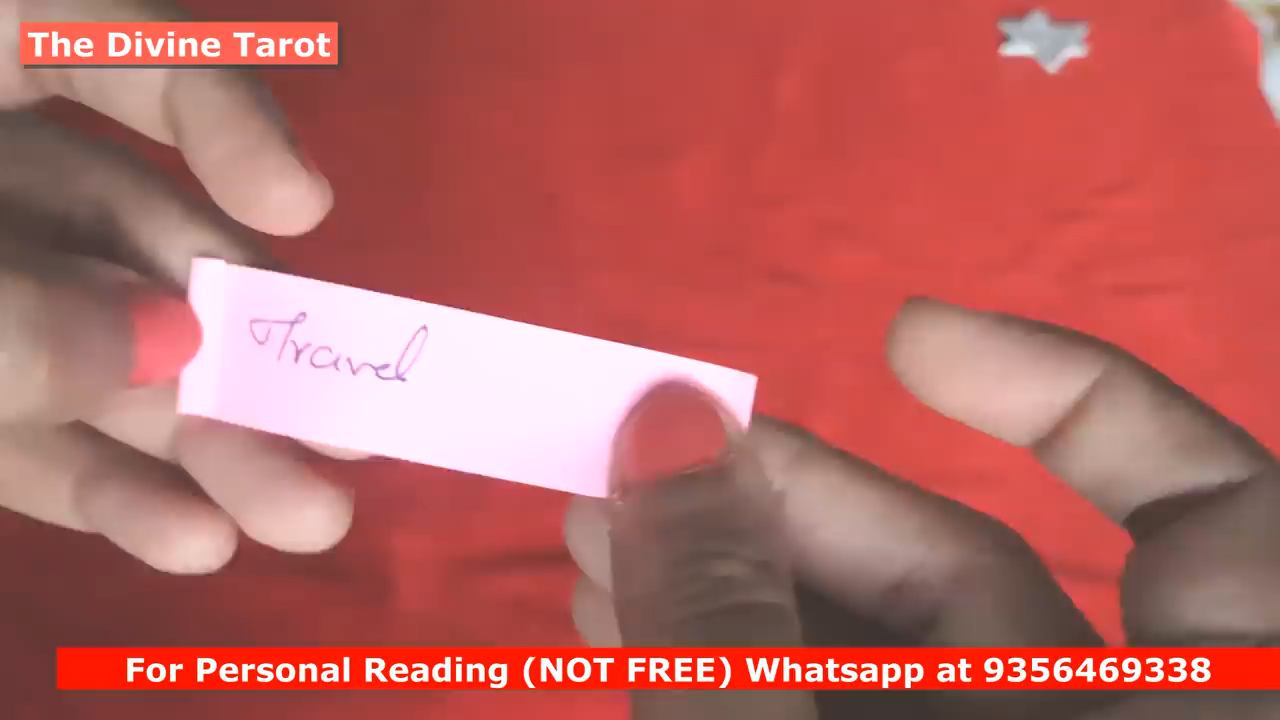 The Divine Tarot
Travel
For Personal Reading (NOT FREE) Whatsapp at 9356469338